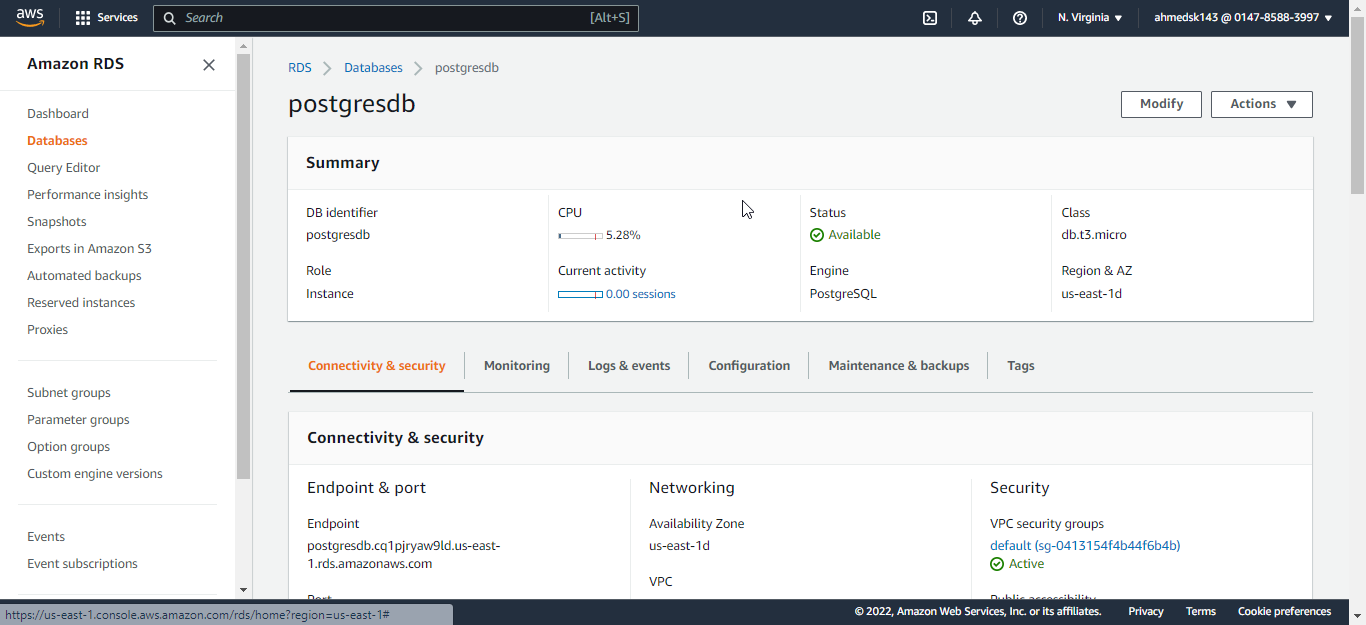 aws
Services
Search
[Alt+S]
N. Virginia
ahmedsk143 @ 0147-8588-3997
Amazon RDS
Dashboard
Databases
Query Editor
Performance insights
Snapshots
Exports in Amazon S3
Automated backups
Reserved instances
Proxies
Subnet groups
Parameter groups
Option groups
Custom engine versions
Events
Event subscriptions
RDS
Databases
postgresdb
postgresdb
Modify
Actions
Summary
DB identifier
postgresdb
CPU
5.28%
Status
Available
Class
db.t3.micro
Role
Instance
Current activity
0.00 sessions
Engine
PostgreSQL
Region & AZ
us-east-1d
Connectivity & security
Monitoring
Logs & events
Configuration
Maintenance & backups
Tags
Connectivity & security
Endpoint & port
Endpoint
postgresdb.cq1pjryaw9ld.us-east-
1.rds.amazonaws.com
Port
Networking
Availability Zone
us-east-1d
VPC
Security
VPC security groups
default (sg-0413154f4b44f6b4b)
Active
Public accessibility
https://us-east-1.console.aws.amazon.com/rds/home?region=us-east-1#
© 2022, Amazon Web Services, Inc. or its affiliates.
Privacy
Terms
Cookie preferences